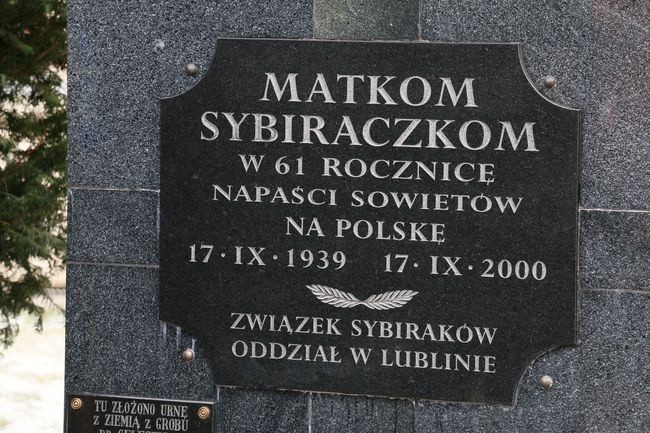 MATKOM
SYBIRACZKOM
W 61 ROCZNICĘ
NAPAŚCI SOWIETÓW
NA POLSKĘ
17·IX·1939 17·IX·2000
ZWIĄZEK SYBIRAKÓW
ODDZIAŁ W LUBLINIE
TU ZŁOŻONO URNĘ
Z ZIEMIĄ Z GROBU